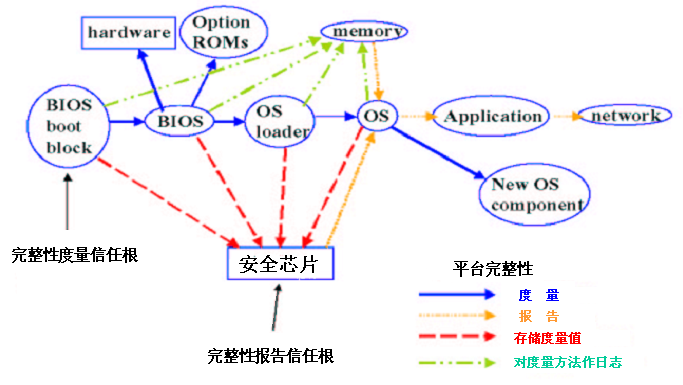 hardware
Option
ROMs
memory
BIOS
boot
block
BIOS
OS
loader
OS
Application
network
New OS
component
完整性度量信任根
安全芯片
平台完整性
度 量
报 告
存储度量值
对度量方法作日志
完整性报告信任根